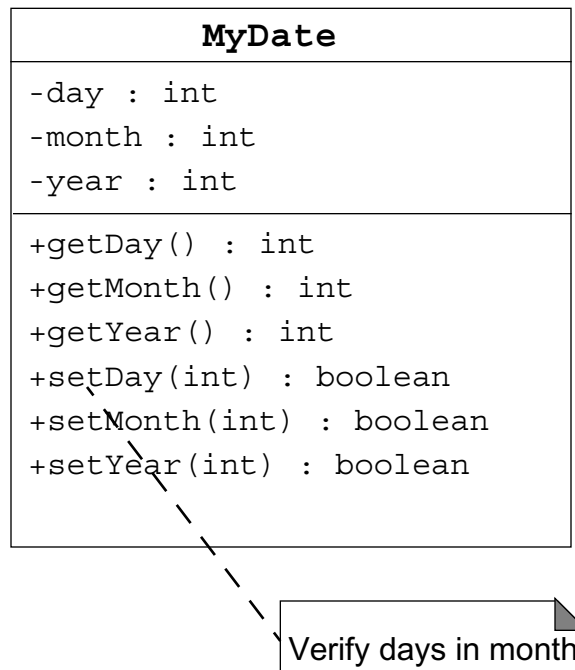 MyDate
-day : int
-month : int
-year : int
+getDay() : int
+getMonth() : int
+getYear() : int
+setDay(int) : boolean
+setMonth(int) : boolean
+setYear(int) : boolean
Verify days in month